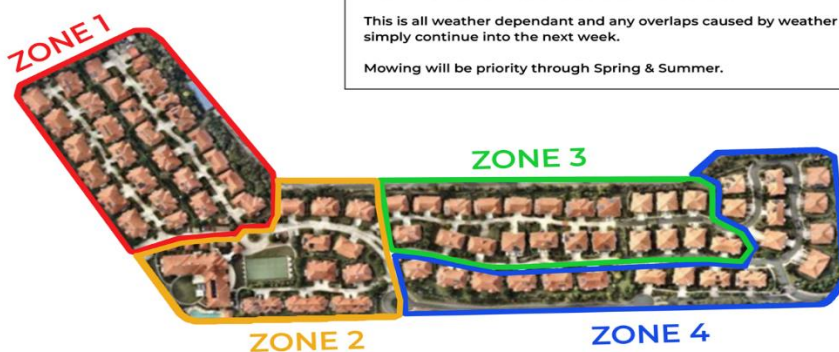 This is all weather dependant and any overlaps caused by weather
simply continue into the next week.
Mowing will be priority through Spring & Summer.
ZONE 1
ZONE 3
ZONE 2
ZONE 4